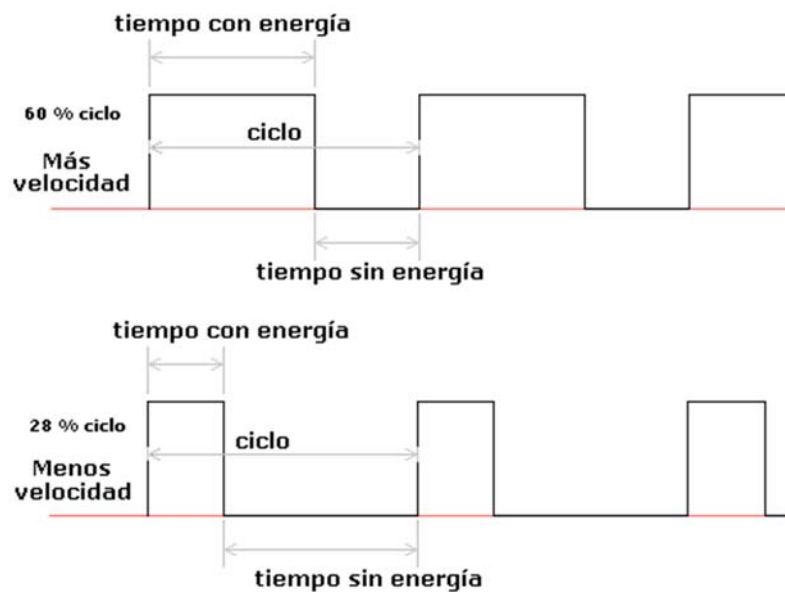 tiempo con energía
60 % ciclo
ciclo
Más
velocidad
tiempo sin energía
tiempo con energía
28 % ciclo
ciclo
Menos
velocidad
tiempo sin energía